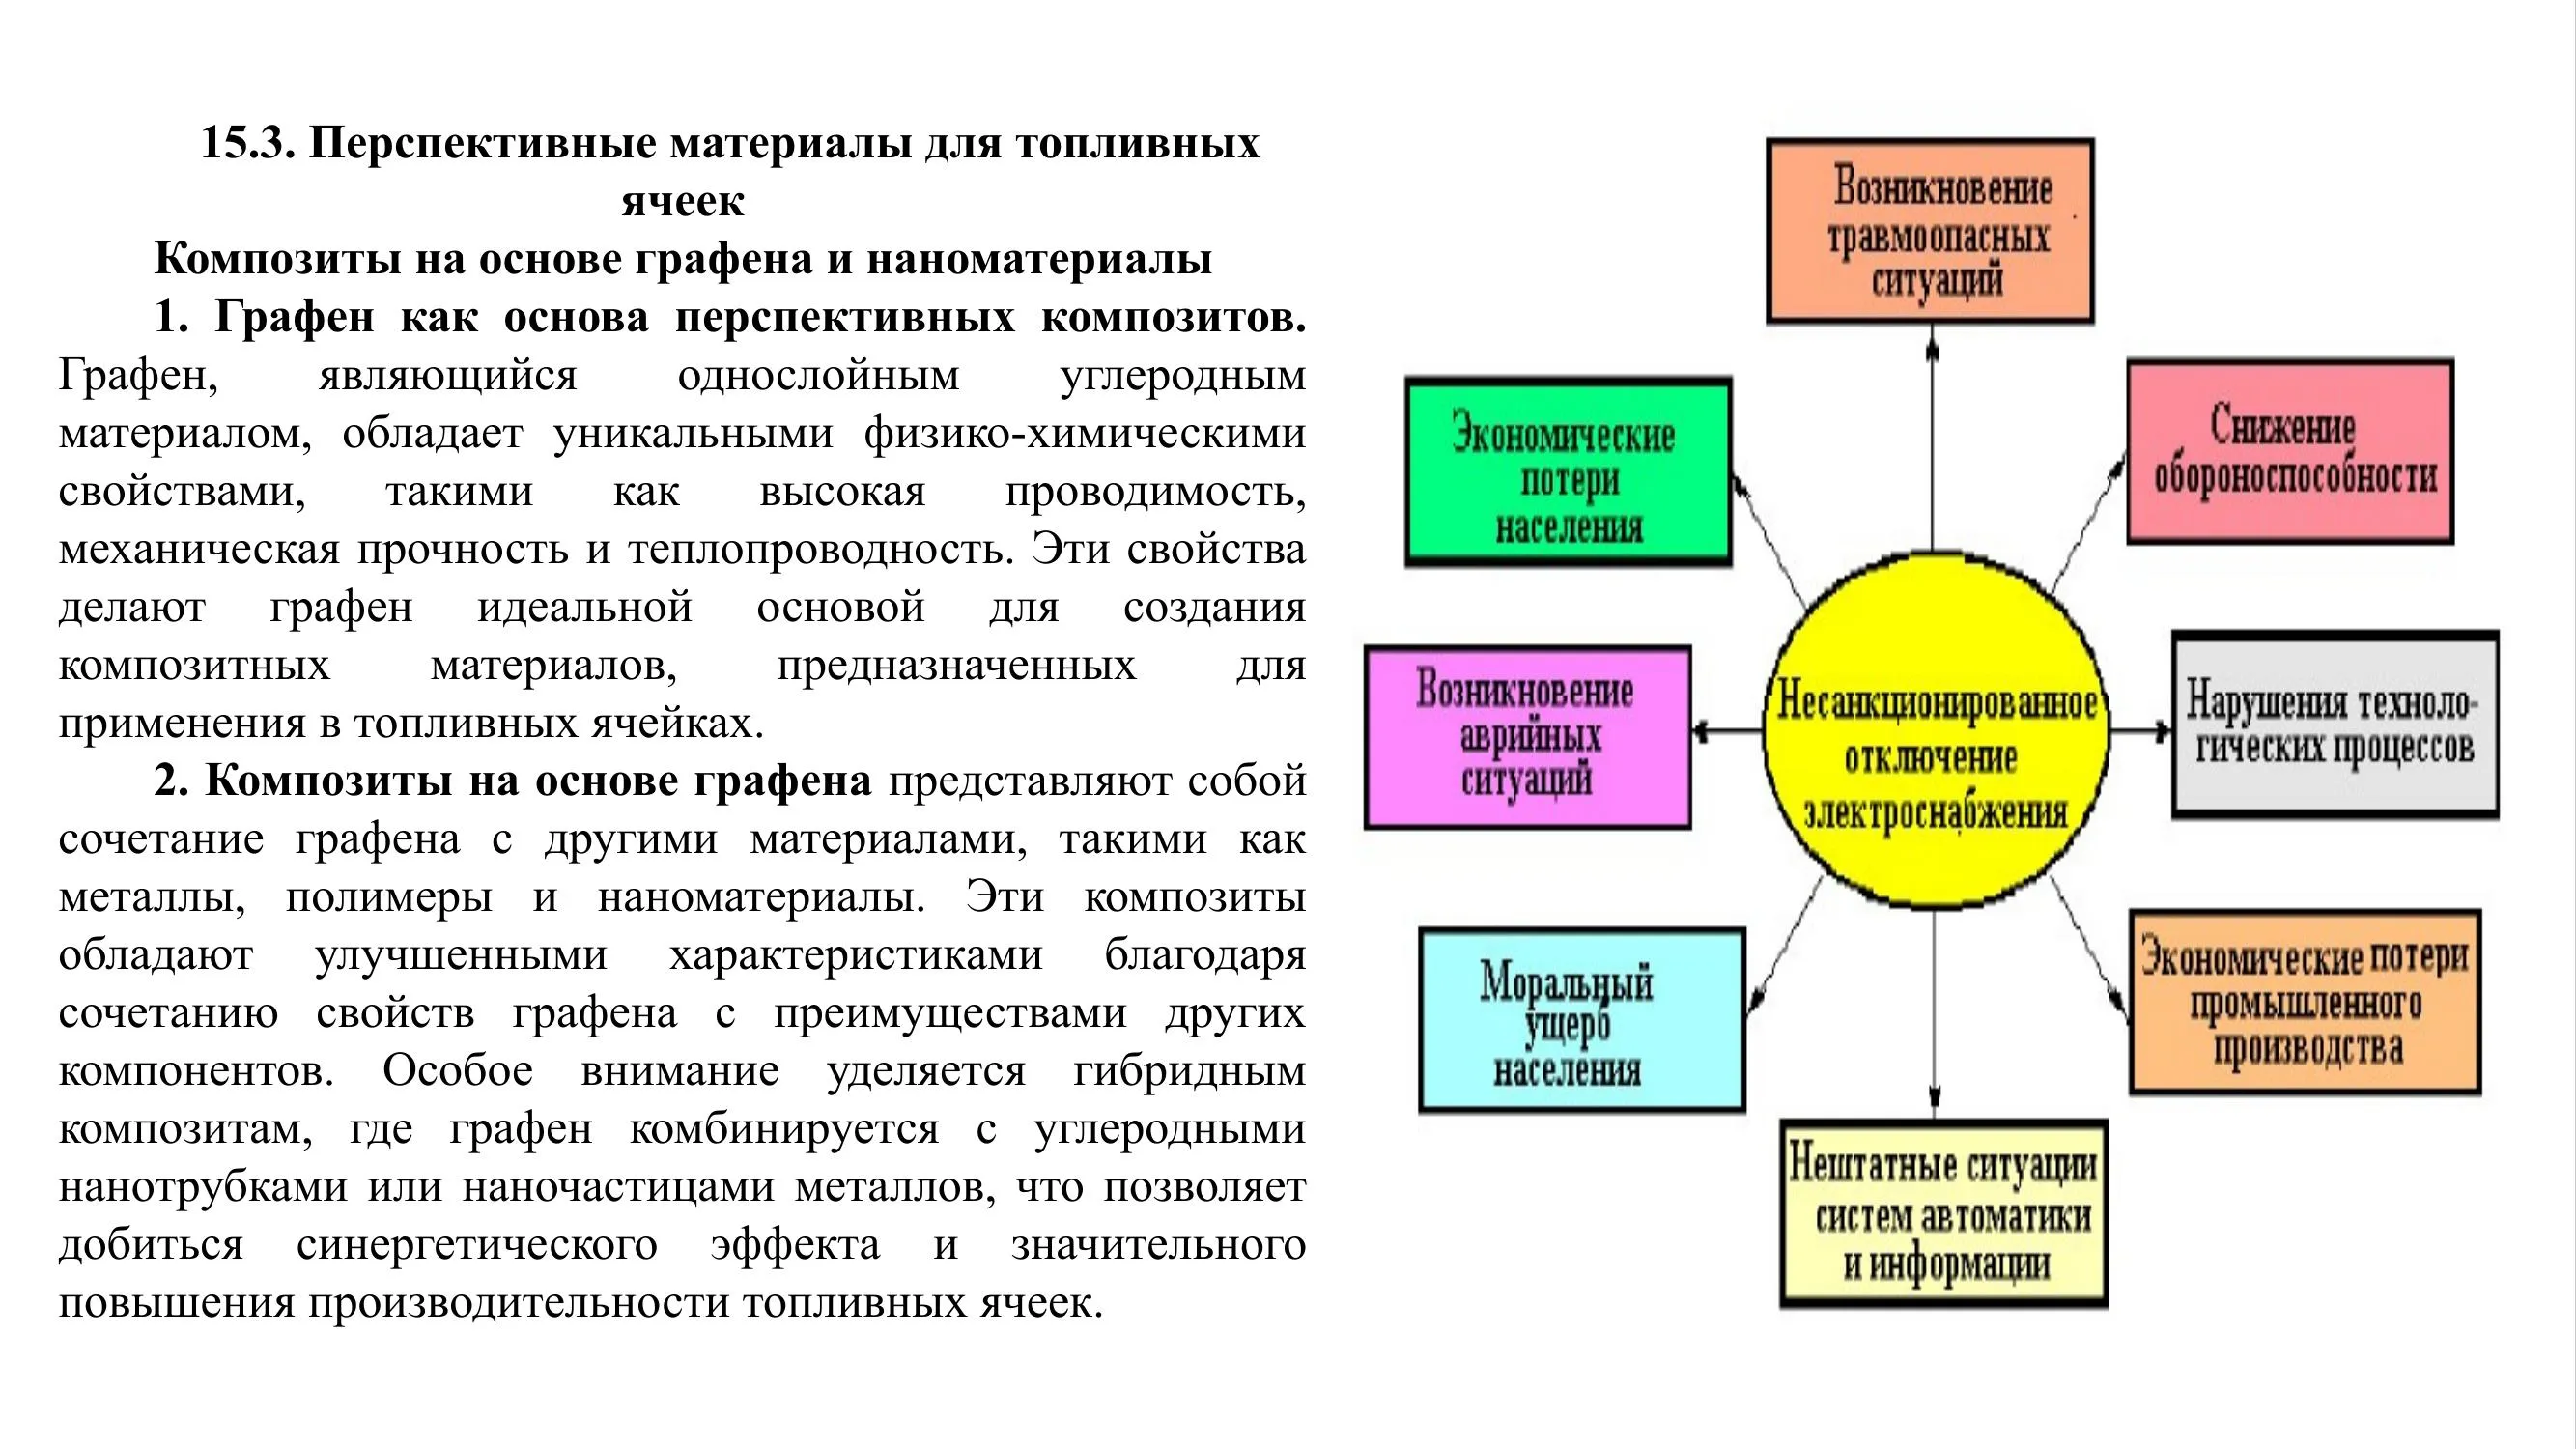 15.3. Перспективные материалы для топливных
ячеек
Композиты на основе графена и наноматериалы
1. Графен как основа перспективных композитов.
Графен, являющийся однослойным углеродным
материалом, обладает уникальными физико-химическими
свойствами, такими как высокая проводимость,
механическая прочность и теплопроводность. Эти свойства
делают графен идеальной основой для создания
композитных материалов, предназначенных для
применения в топливных ячейках.
2. Композиты на основе графена представляют собой
сочетание графена с другими материалами, такими как
металлы, полимеры и наноматериалы. Эти композиты
обладают улучшенными характеристиками благодаря
сочетанию свойств графена с преимуществами других
компонентов. Особое внимание уделяется гибридным
композитам, где графен комбинируется с углеродными
нанотрубками или наночастицами металлов, что позволяет
добиться синергетического эффекта и значительного
повышения производительности топливных ячеек.
Возникновение
травмоопасных
ситуаций
Экономические
потери
населения
Снижение
обороноспособности
Возникновение
аврийных
ситуаций
Несанкционированное
отключение
электроснабжения
Нарушения техноло-
гических процессов
Моральный
ущерб
населения
Экономические потери
промышленного
производства
Нештатные ситуации
систем автоматики
и информации